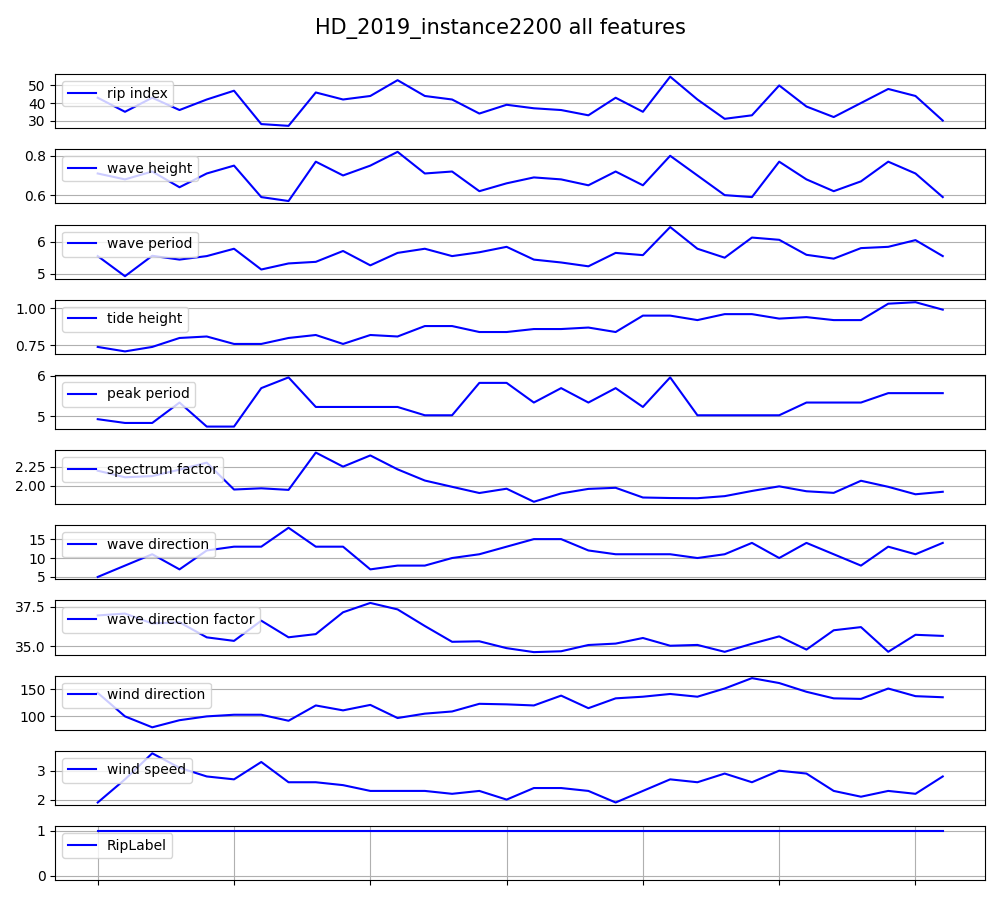 HD_2019_instance2200 all features
50
40
30
rip index
0.8
0.6
wave height
6
5
wave period
1.00
0.75
tide height
6
5
peak period
2.25
2.00
spectrum factor
15
10
5
wave direction
37.5
35.0
wave direction factor
150
100
wind direction
3
2
wind speed
1
0
RipLabel